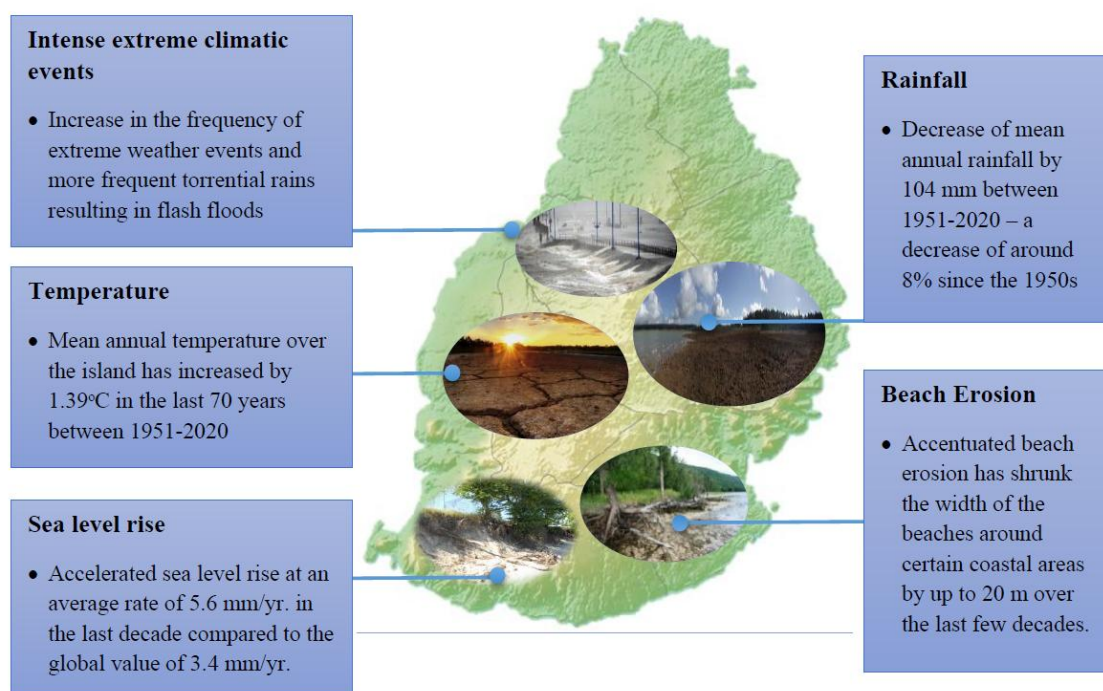 Intense extreme climatic
events
• Increase in the frequency of
extreme weather events and
more frequent torrential rains
resulting in flash floods
Temperature
• Mean annual temperature over
the island has increased by
1.39°C in the last 70 years
between 1951-2020
Sea level rise
• Accelerated sea level rise at an
average rate of 5.6 mm/yr. in
the last decade compared to the
global value of 3.4 mm/yr.
Rainfall
• Decrease of mean
annual rainfall by
104 mm between
1951-2020 – a
decrease of around
8% since the 1950s
Beach Erosion
• Accentuated beach
erosion has shrunk
the width of the
beaches around
certain coastal areas
by up to 20 m over
the last few decades.